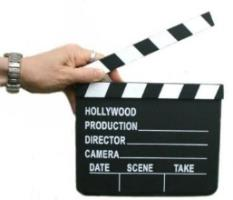 HOLLYWOOD
PRODUCTION
DIRECTOR
CAMERA
DATE SCENE TAKE